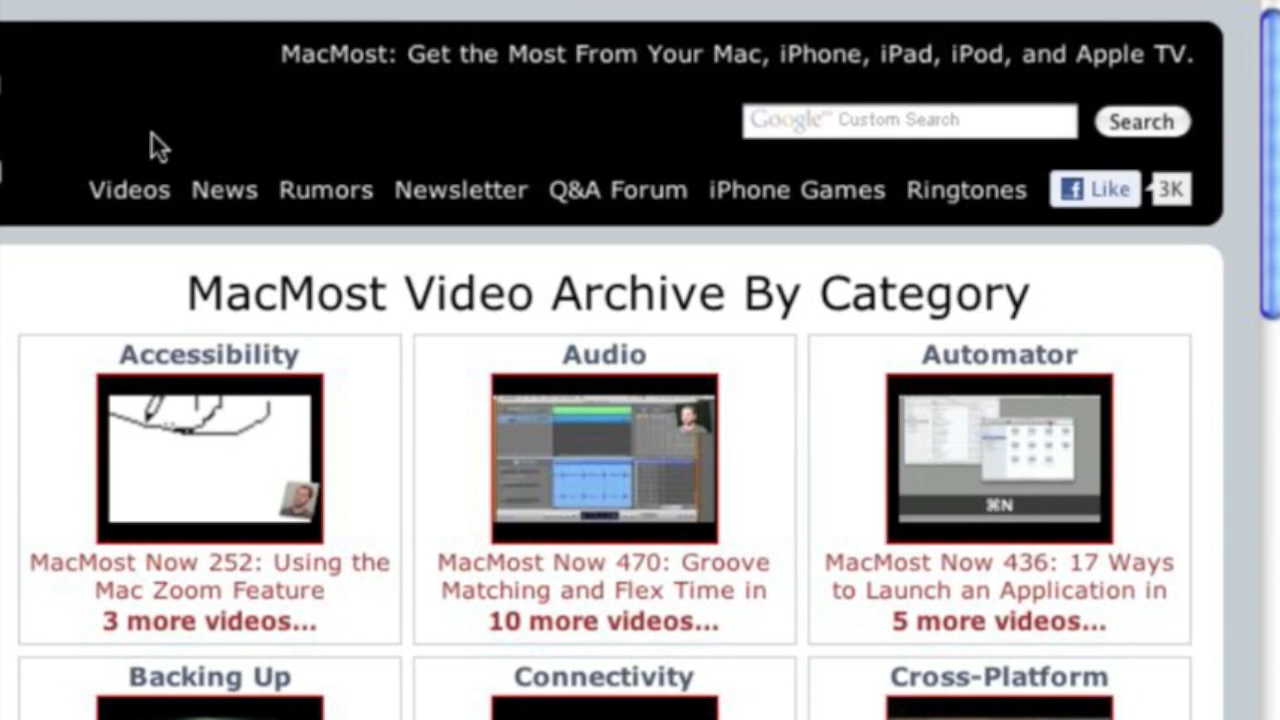 MacMost: Get the Most From Your Mac, iPhone, iPad, iPod, and Apple TV.
Google™ Custom Search
Search
Videos News Rumors Newsletter Q&A Forum iPhone Games Ringtones Like 3K
MacMost Video Archive By Category
Accessibility
Audio
Automator
⌘N
MacMost Now 252: Using the
Mac Zoom Feature
3 more videos...
MacMost Now 470: Groove
Matching and Flex Time in
10 more videos...
MacMost Now 436: 17 Ways
to Launch an Application in
5 more videos...
Backing Up
Connectivity
Cross-Platform